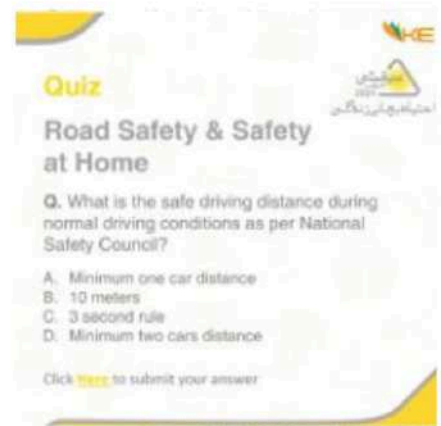 KE
Quiz
Road Safety & Safety
at Home
Q. What is the safe driving distance during
normal driving conditions as per National
Safety Council?
A. Minimum one car distance
B. 10 meters
C. 3 second rule
D. Minimum two cars distance
Click Here to submit your answer